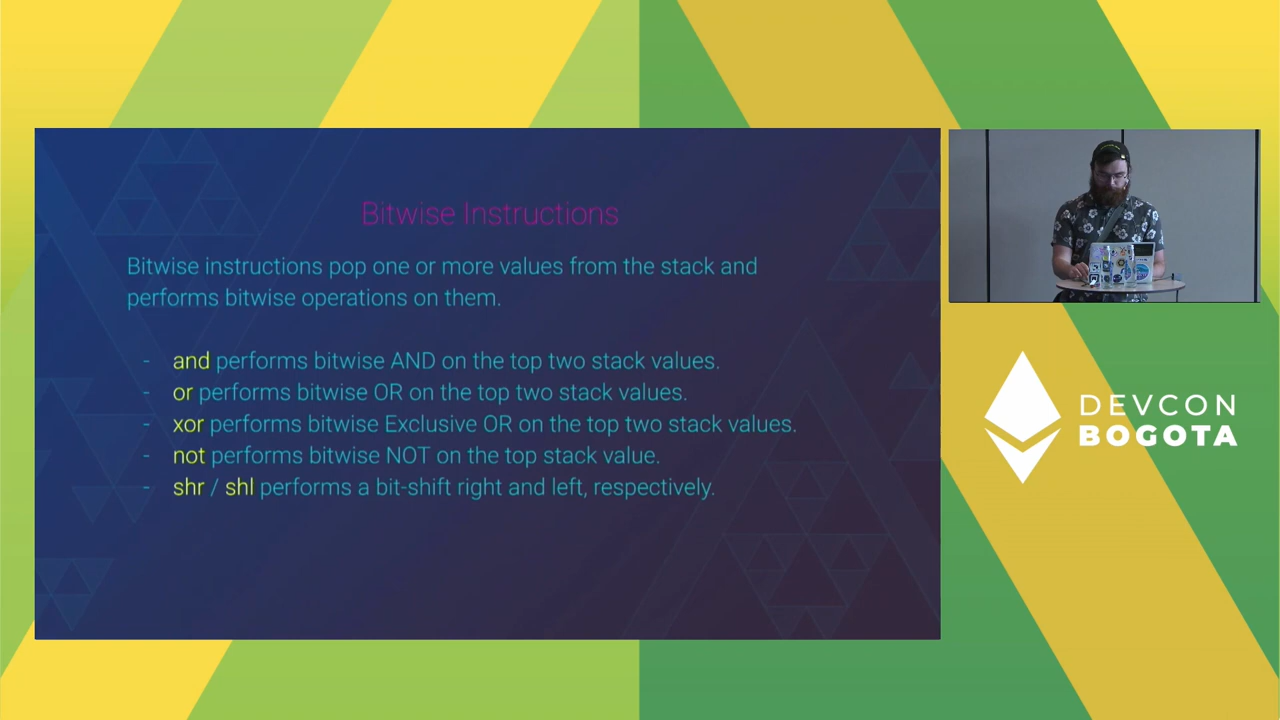 Bitwise Instructions
Bitwise instructions pop one or more values from the stack and
performs bitwise operations on them.
- and performs bitwise AND on the top two stack values.
- or performs bitwise OR on the top two stack values.
- xor performs bitwise Exclusive OR on the top two stack values.
- not performs bitwise NOT on the top stack value.
- shr / shl performs a bit-shift right and left, respectively.
DEVCON
BOGOTA